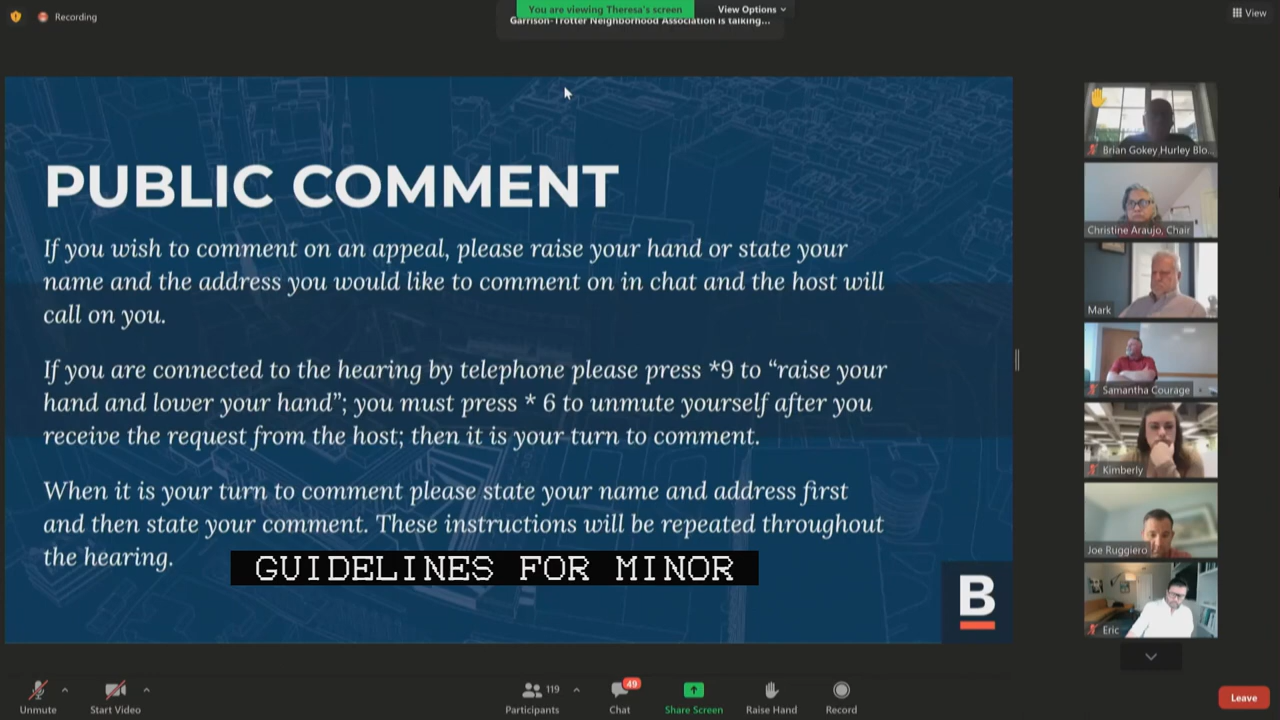 Recording
You are viewing Theresa's screen
View Options
Garrison-Trotter Neighborhood Association is talking...
View
PUBLIC COMMENT
If you wish to comment on an appeal, please raise your hand or state your
name and the address you would like to comment on in chat and the host will
call on you.
If you are connected to the hearing by telephone please press *9 to “raise your
hand and lower your hand”; you must press * 6 to unmute yourself after you
receive the request from the host; then it is your turn to comment.
When it is your turn to comment please state your name and address first
and then state your comment. These instructions will be repeated throughout
the hearing.
GUIDELINES FOR MINOR
B
Brian Gokey Hurley Blo...
Christine Araujo, Chair
Mark
Samantha Courage
Kimberly
Joe Ruggiero
Eric
Unmute
Start Video
119
Participants
49
Chat
Share Screen
Raise Hand
Record
Leave